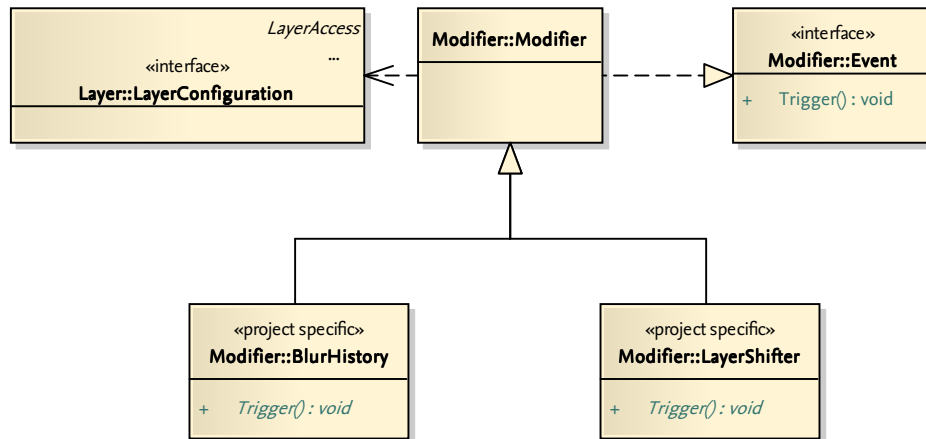 LayerAccess
...
«interface»
Layer::LayerConfiguration
Modifier::Modifier
«interface»
Modifier::Event
+ Trigger() : void
«project specific»
Modifier::BlurHistory
+ Trigger() : void
«project specific»
Modifier::LayerShifter
+ Trigger() : void